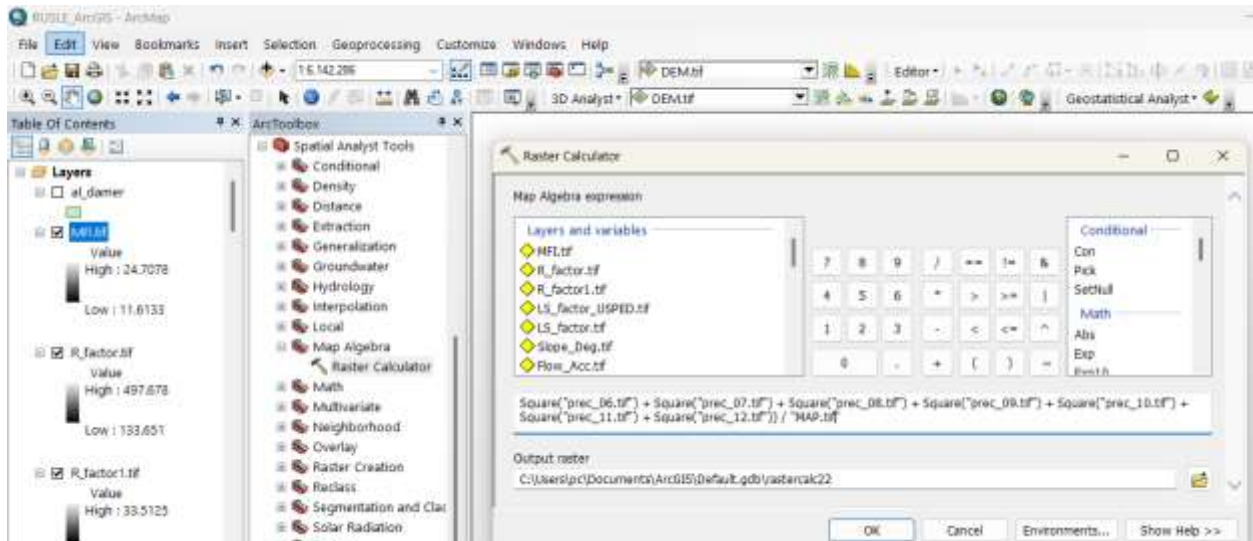 RUSLE_ArcGIS - ArcMap
File Edit View Bookmarks Insert Selection Geoprocessing Customize Windows Help
1:6,142,286
DEM.tif
Editor
3D Analyst
DEM.tif
Geostatistical Analyst
Table Of Contents
Layers
al_damer
MFI.tif
Value
High : 24.7078
Low : 11.6133
R_factor.tif
Value
High : 497.678
Low : 133.651
R_factor1.tif
Value
High : 33.5125
ArcToolbox
Spatial Analyst Tools
Conditional
Density
Distance
Extraction
Generalization
Groundwater
Hydrology
Interpolation
Local
Map Algebra
Raster Calculator
Math
Multivariate
Neighborhood
Overlay
Raster Creation
Reclass
Segmentation and Clas
Solar Radiation
Raster Calculator
Map Algebra expression
Layers and variables
MFI.tif
R_factor.tif
R_factor1.tif
LS_factor_USPED.tif
LS_factor.tif
Slope_Deg.tif
Flow_Acc.tif
7 8 9 / == != &
4 5 6 * > >= |
1 2 3 - < <= ^
0 . + ( ) ~
Conditional
Con
Pick
SetNull
Math
Abs
Exp
Exp10
Square("prec_06.tif") + Square("prec_07.tif") + Square("prec_08.tif") + Square("prec_09.tif") + Square("prec_10.tif") +
Square("prec_11.tif") + Square("prec_12.tif")) / "MAP.tif
Output raster
C:\Users\pc\Documents\ArcGIS\Default.gdb\rastercalc22
OK Cancel Environments... Show Help >>